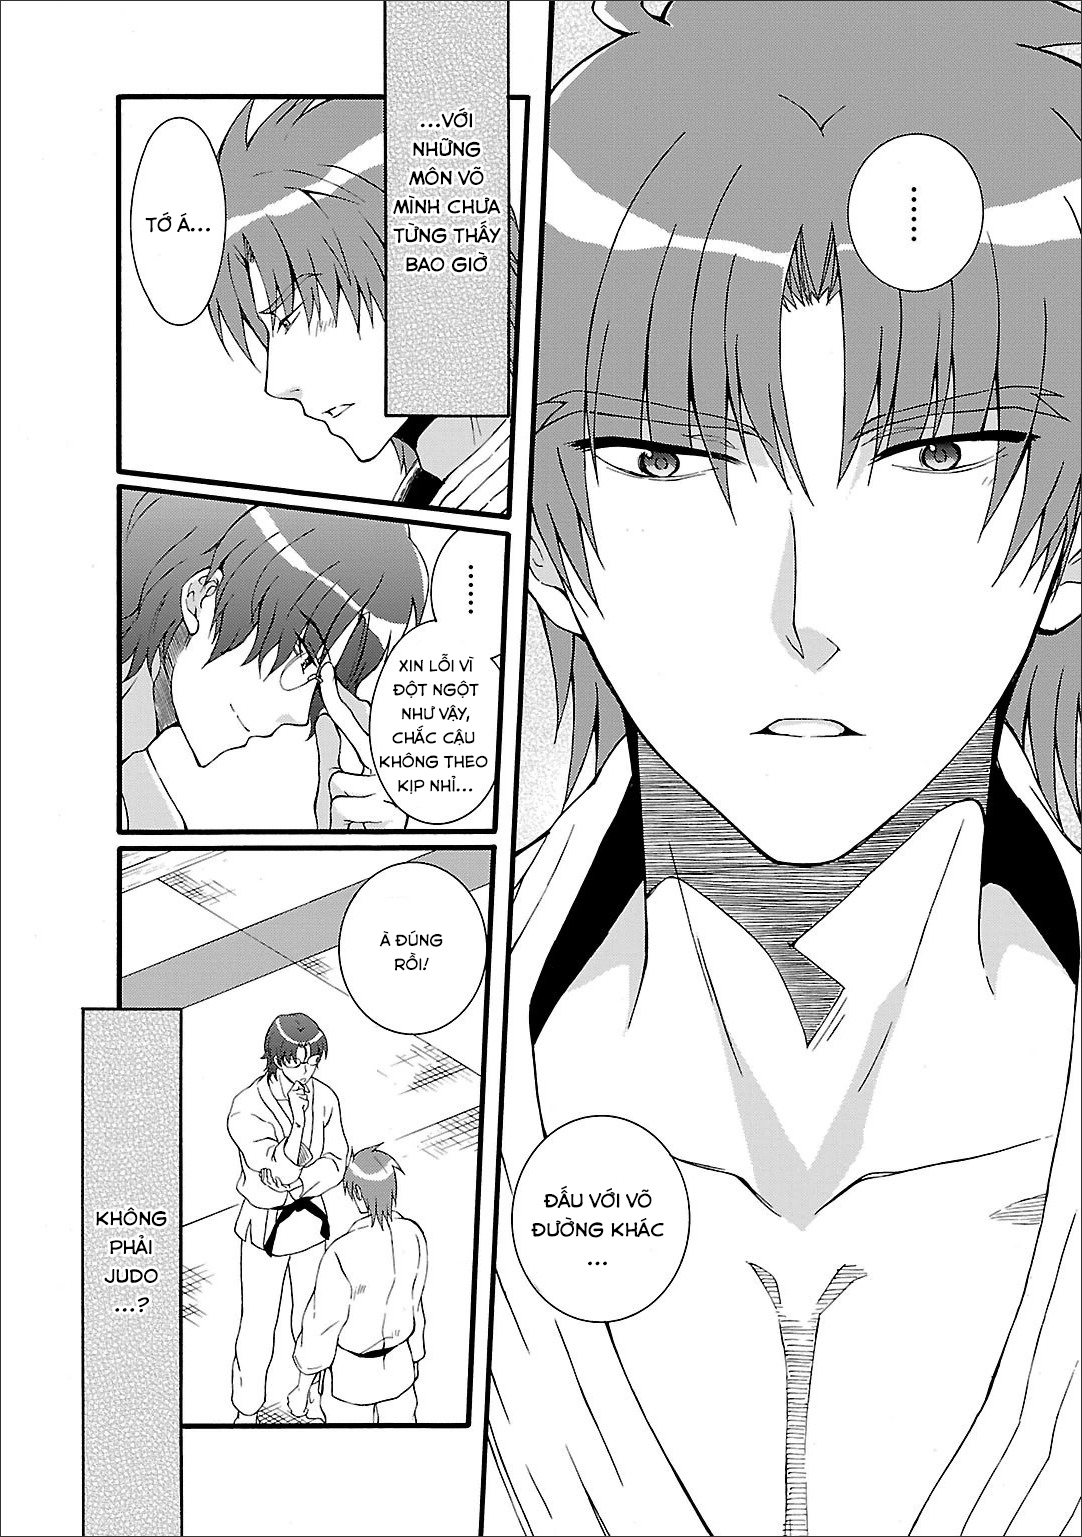 ......
ĐẤU VỚI VÕ
ĐƯỜNG KHÁC
...
...VỚI
NHỮNG
MÔN VÕ
MÌNH CHƯA
TỪNG THẤY
BAO GIỜ
TỚ Á...
......
XIN LỖI VÌ
ĐỘT NGỘT
NHƯ VẬY,
CHẮC CẬU
KHÔNG THEO
KỊP NHỈ...
À ĐÚNG
RỒI!
KHÔNG
PHẢI
JUDO
...?